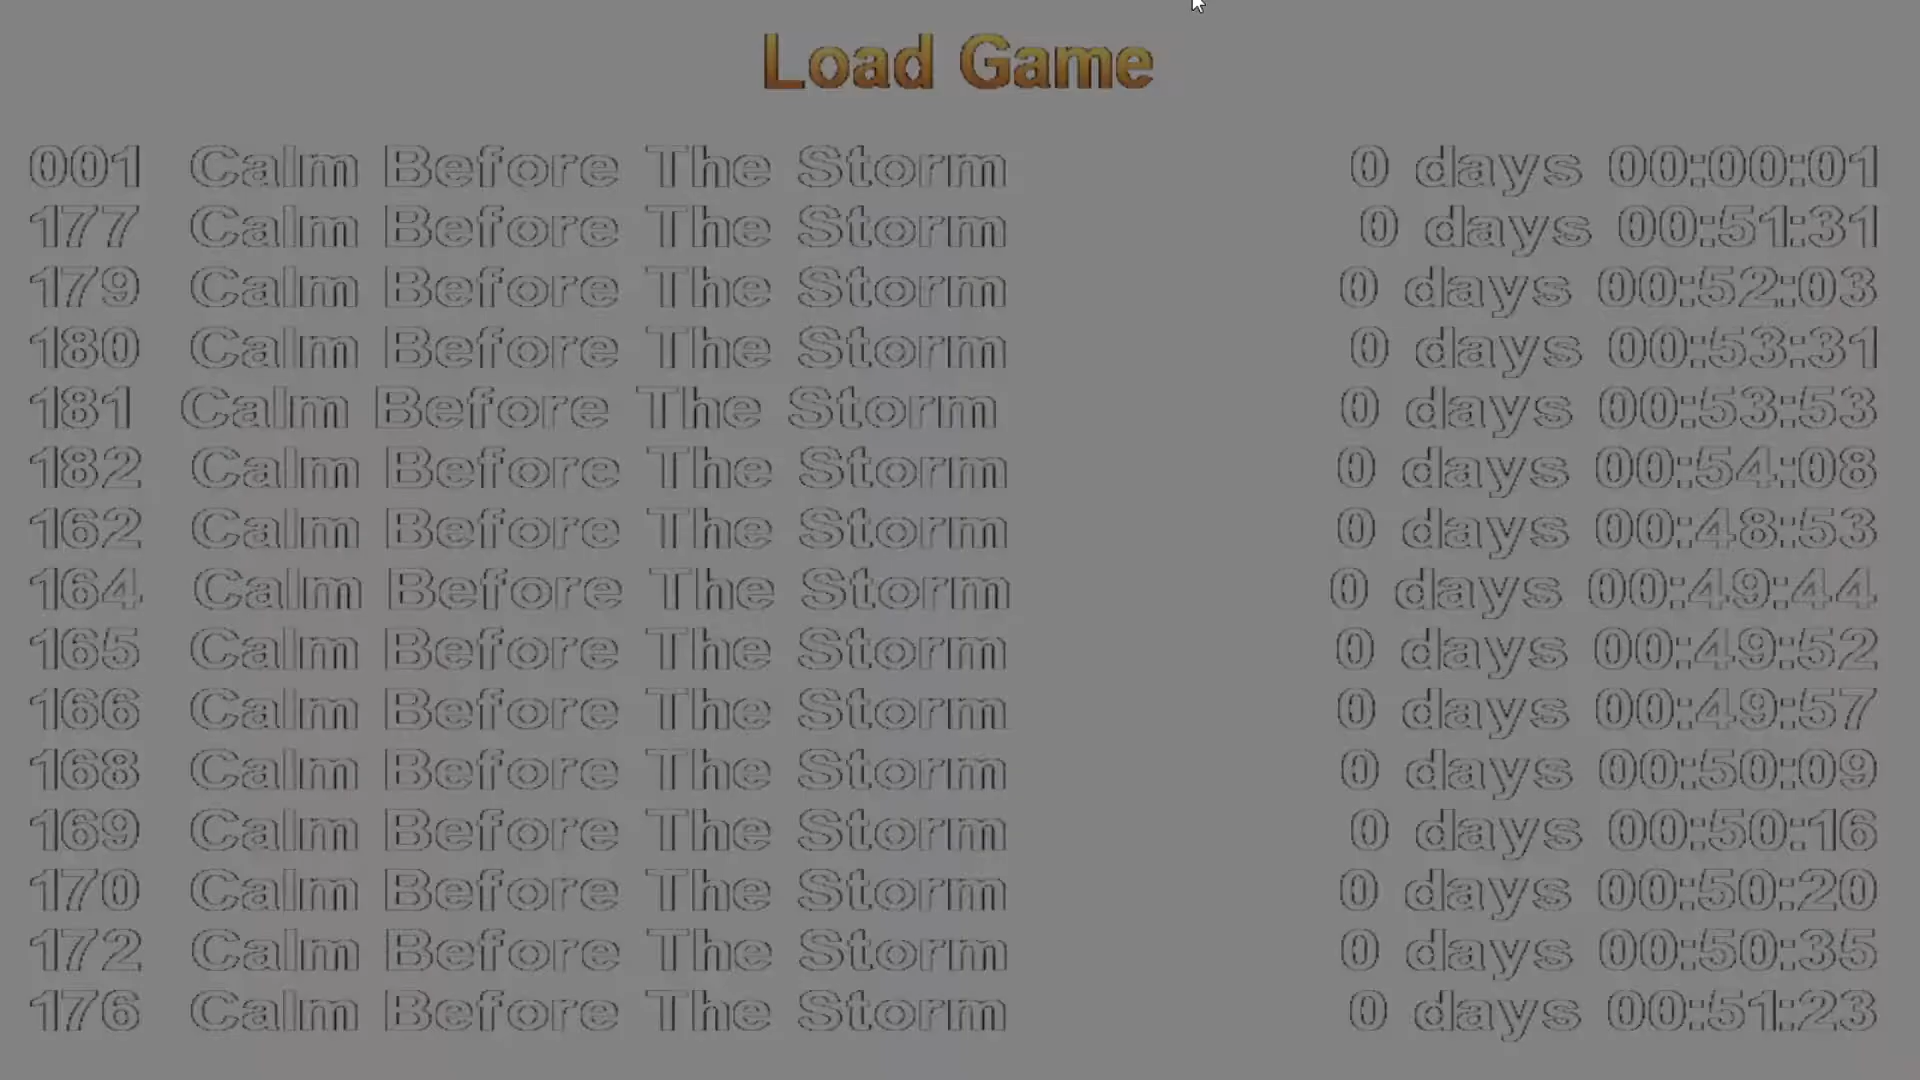 Load Game
001 Calm Before The Storm 0 days 00:00:01
177 Calm Before The Storm 0 days 00:51:31
179 Calm Before The Storm 0 days 00:52:03
180 Calm Before The Storm 0 days 00:53:31
181 Calm Before The Storm 0 days 00:53:53
182 Calm Before The Storm 0 days 00:54:08
162 Calm Before The Storm 0 days 00:48:53
164 Calm Before The Storm 0 days 00:49:44
165 Calm Before The Storm 0 days 00:49:52
166 Calm Before The Storm 0 days 00:49:57
168 Calm Before The Storm 0 days 00:50:09
169 Calm Before The Storm 0 days 00:50:16
170 Calm Before The Storm 0 days 00:50:20
172 Calm Before The Storm 0 days 00:50:35
176 Calm Before The Storm 0 days 00:51:23